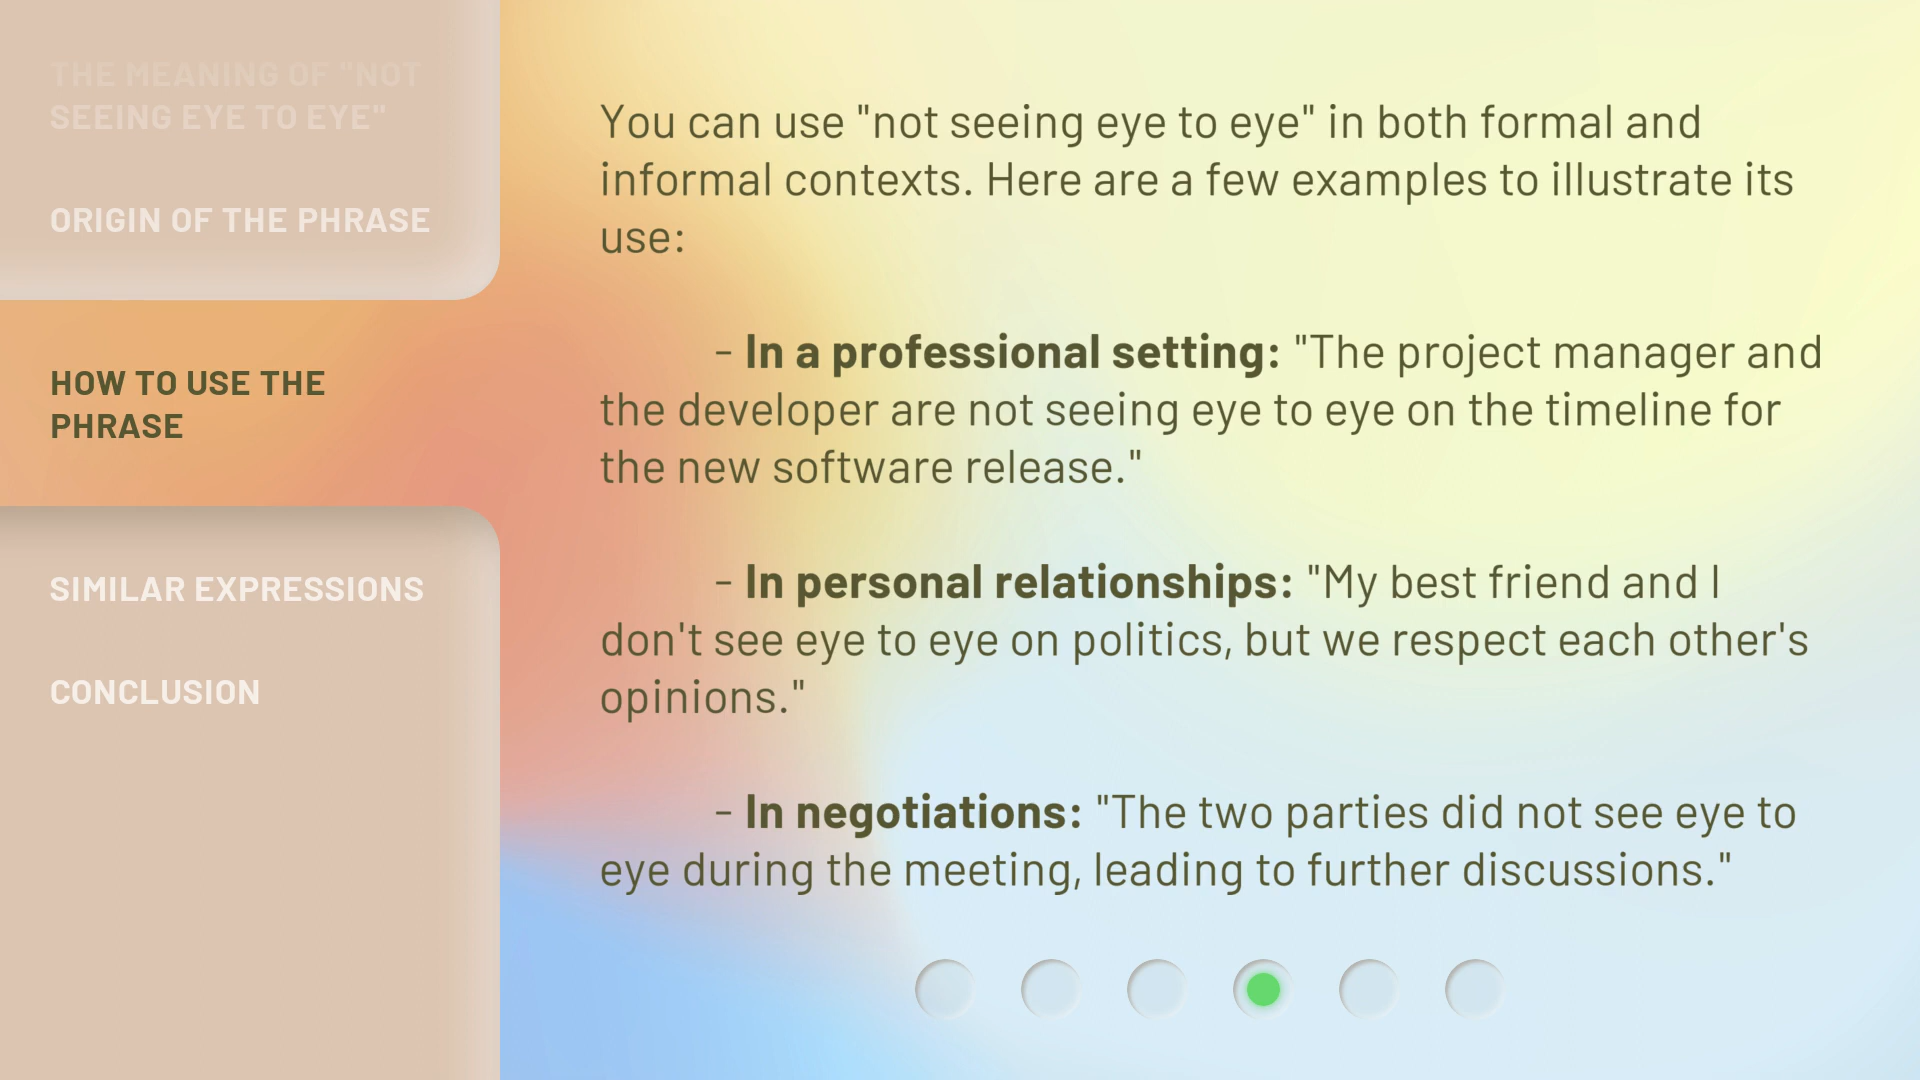 THE MEANING OF "NOT
SEEING EYE TO EYE"
ORIGIN OF THE PHRASE
HOW TO USE THE
PHRASE
SIMILAR EXPRESSIONS
CONCLUSION
You can use "not seeing eye to eye" in both formal and
informal contexts. Here are a few examples to illustrate its
use:
- In a professional setting: "The project manager and
the developer are not seeing eye to eye on the timeline for
the new software release."
- In personal relationships: "My best friend and I
don't see eye to eye on politics, but we respect each other's
opinions."
- In negotiations: "The two parties did not see eye to
eye during the meeting, leading to further discussions."